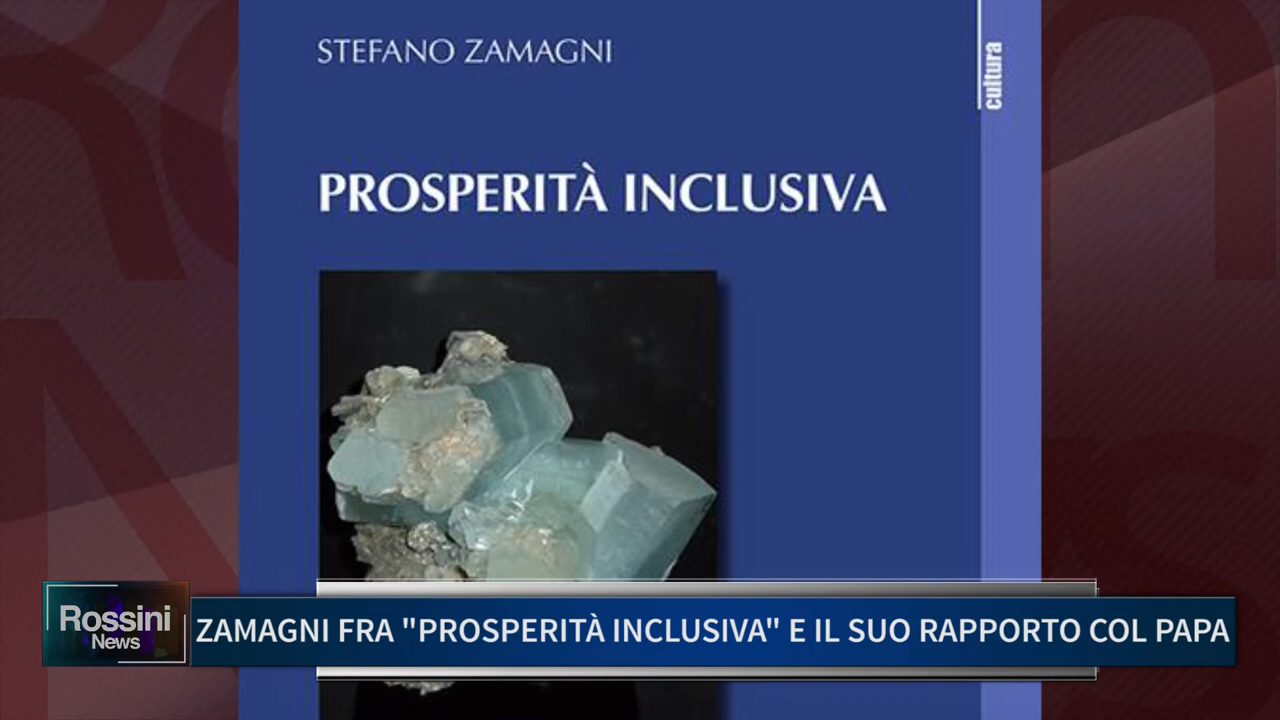 STEFANO ZAMAGNI
cultura
PROSPERITÀ INCLUSIVA
Rossini
News
ZAMAGNI FRA "PROSPERITÀ INCLUSIVA" E IL SUO RAPPORTO COL PAPA